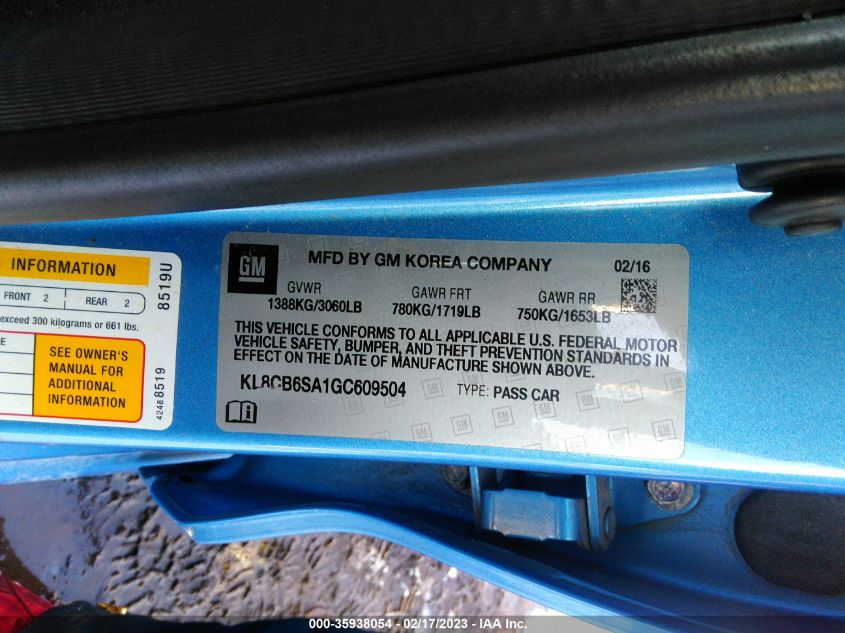 INFORMATION
FRONT 2 REAR 2
exceed 300 kilograms or 661 lbs.
SEE OWNER'S
MANUAL FOR
ADDITIONAL
INFORMATION
8519U
42488519
GM
MFD BY GM KOREA COMPANY 02/16
GVWR GAWR FRT GAWR RR
1388KG/3060LB 780KG/1719LB 750KG/1653LB
THIS VEHICLE CONFORMS TO ALL APPLICABLE U.S. FEDERAL MOTOR
VEHICLE SAFETY, BUMPER, AND THEFT PREVENTION STANDARDS IN
EFFECT ON THE DATE OF MANUFACTURE SHOWN ABOVE.
KL8CB6SA1GC609504 TYPE: PASS CAR
000-35938054 - 02/17/2023 - IAA Inc.